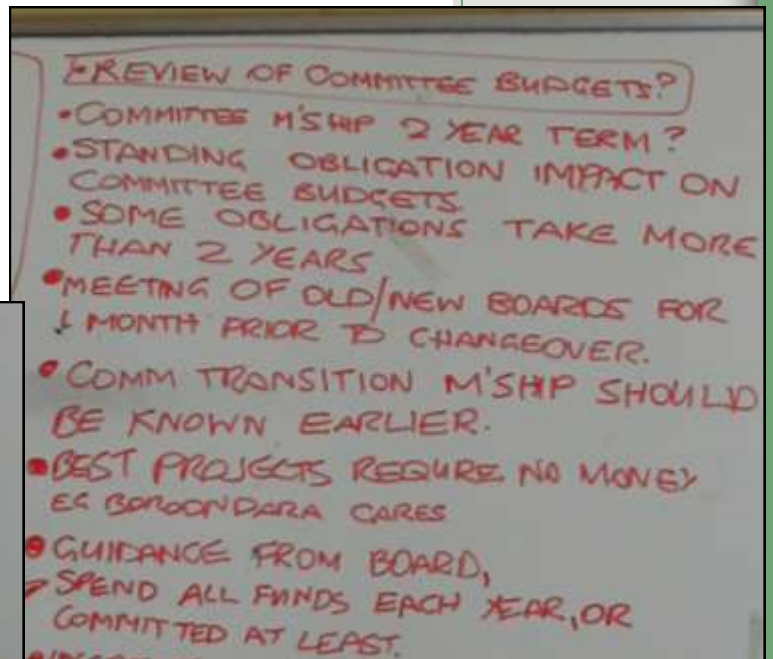 REVIEW OF COMMITTEE BUDGETS?
• COMMITTEE M'SHIP 2 YEAR TERM?
• STANDING OBLIGATION IMPACT ON
COMMITTEE BUDGETS
• SOME OBLIGATIONS TAKE MORE
THAN 2 YEARS
• MEETING OF OLD/NEW BOARDS FOR
1 MONTH PRIOR TO CHANGEOVER.
• COMM TRANSITION M'SHIP SHOULD
BE KNOWN EARLIER.
• BEST PROJECTS REQURE NO MONEY
EG BOROONDARA CARES
• GUIDANCE FROM BOARD,
SPEND ALL FUNDS EACH YEAR, OR
COMMITTED AT LEAST.